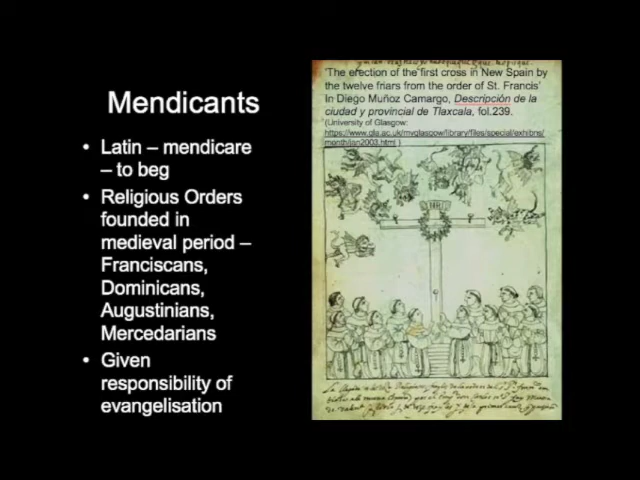 Mendicants
• Latin – mendicare
– to beg
• Religious Orders
founded in
medieval period –
Franciscans,
Dominicans,
Augustinians,
Mercedarians
• Given
responsibility of
evangelisation
'The erection of the first cross in New Spain by
the twelve friars from the order of St. Francis'
In Diego Muñoz Camargo, Descripción de la
ciudad y provincial de Tlaxcala, fol.239.
(University of Glasgow:
https://www.gla.ac.uk/myglasgow/library/files/special/exhibns/
month/jan2003.html )